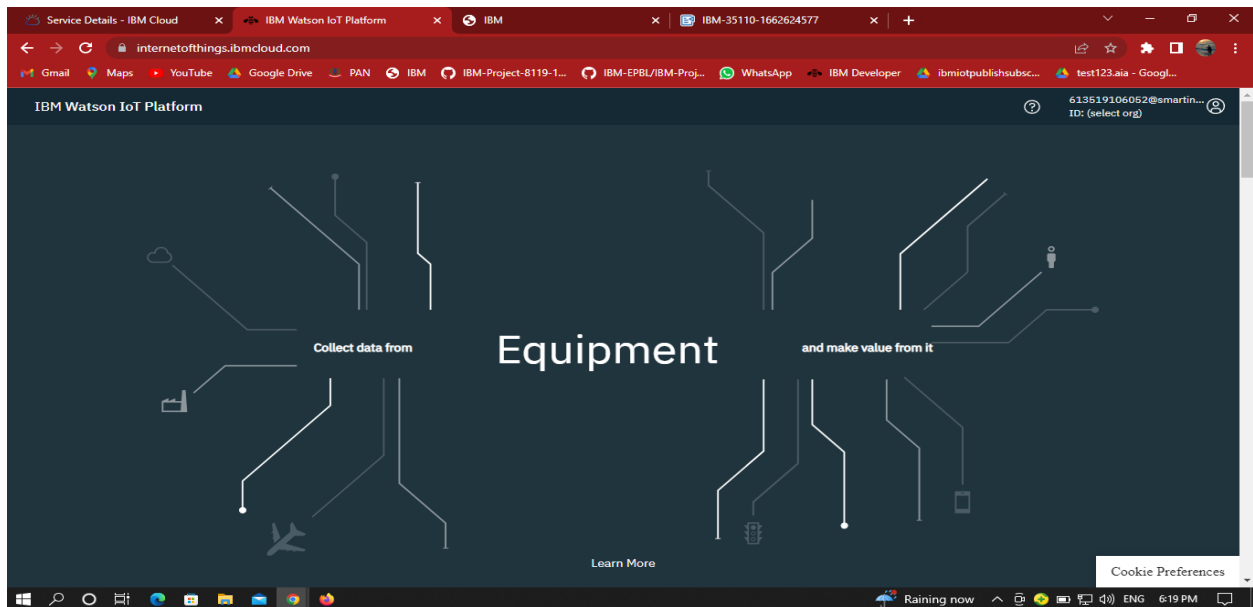 Service Details - IBM Cloud
IBM Watson IoT Platform
IBM
IBM-35110-1662624577
internetofthings.ibmcloud.com
Gmail Maps YouTube Google Drive PAN IBM IBM-Project-8119-1... IBM-EPBL/IBM-Proj... WhatsApp IBM Developer ibmiotpublishsubsc... test123.aia - Googl...
IBM Watson IoT Platform
613519106052@smartin...
ID: (select org)
Collect data from
Equipment
and make value from it
Learn More
Cookie Preferences
Raining now ENG 6:19 PM